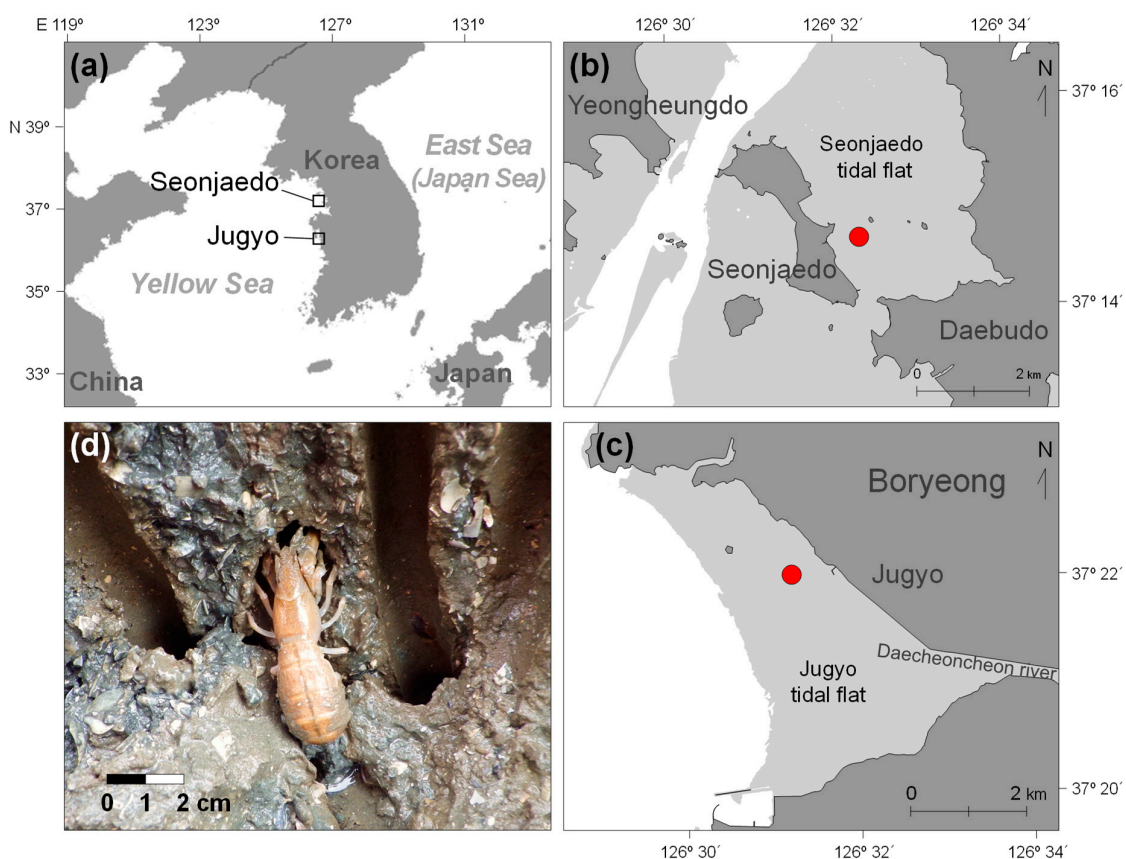 E 119º 123º 127º 131º
(a)
N 39º
37º
35º
33º
Korea
East Sea
(Japan Sea)
Seonjaedo
Jugyo
Yellow Sea
China
Japan
126º 30´ 126º 32´ 126º 34´
(b)
N
37º 16´
37º 14´
Yeongheungdo
Seonjaedo
tidal flat
Seonjaedo
Daebudo
0 2 km
(d)
0 1 2 cm
(c)
N
Boryeong
Jugyo
37º 22´
Daecheoncheon river
Jugyo
tidal flat
0 2 km
37º 20´
126º 30´ 126º 32´ 126º 34´